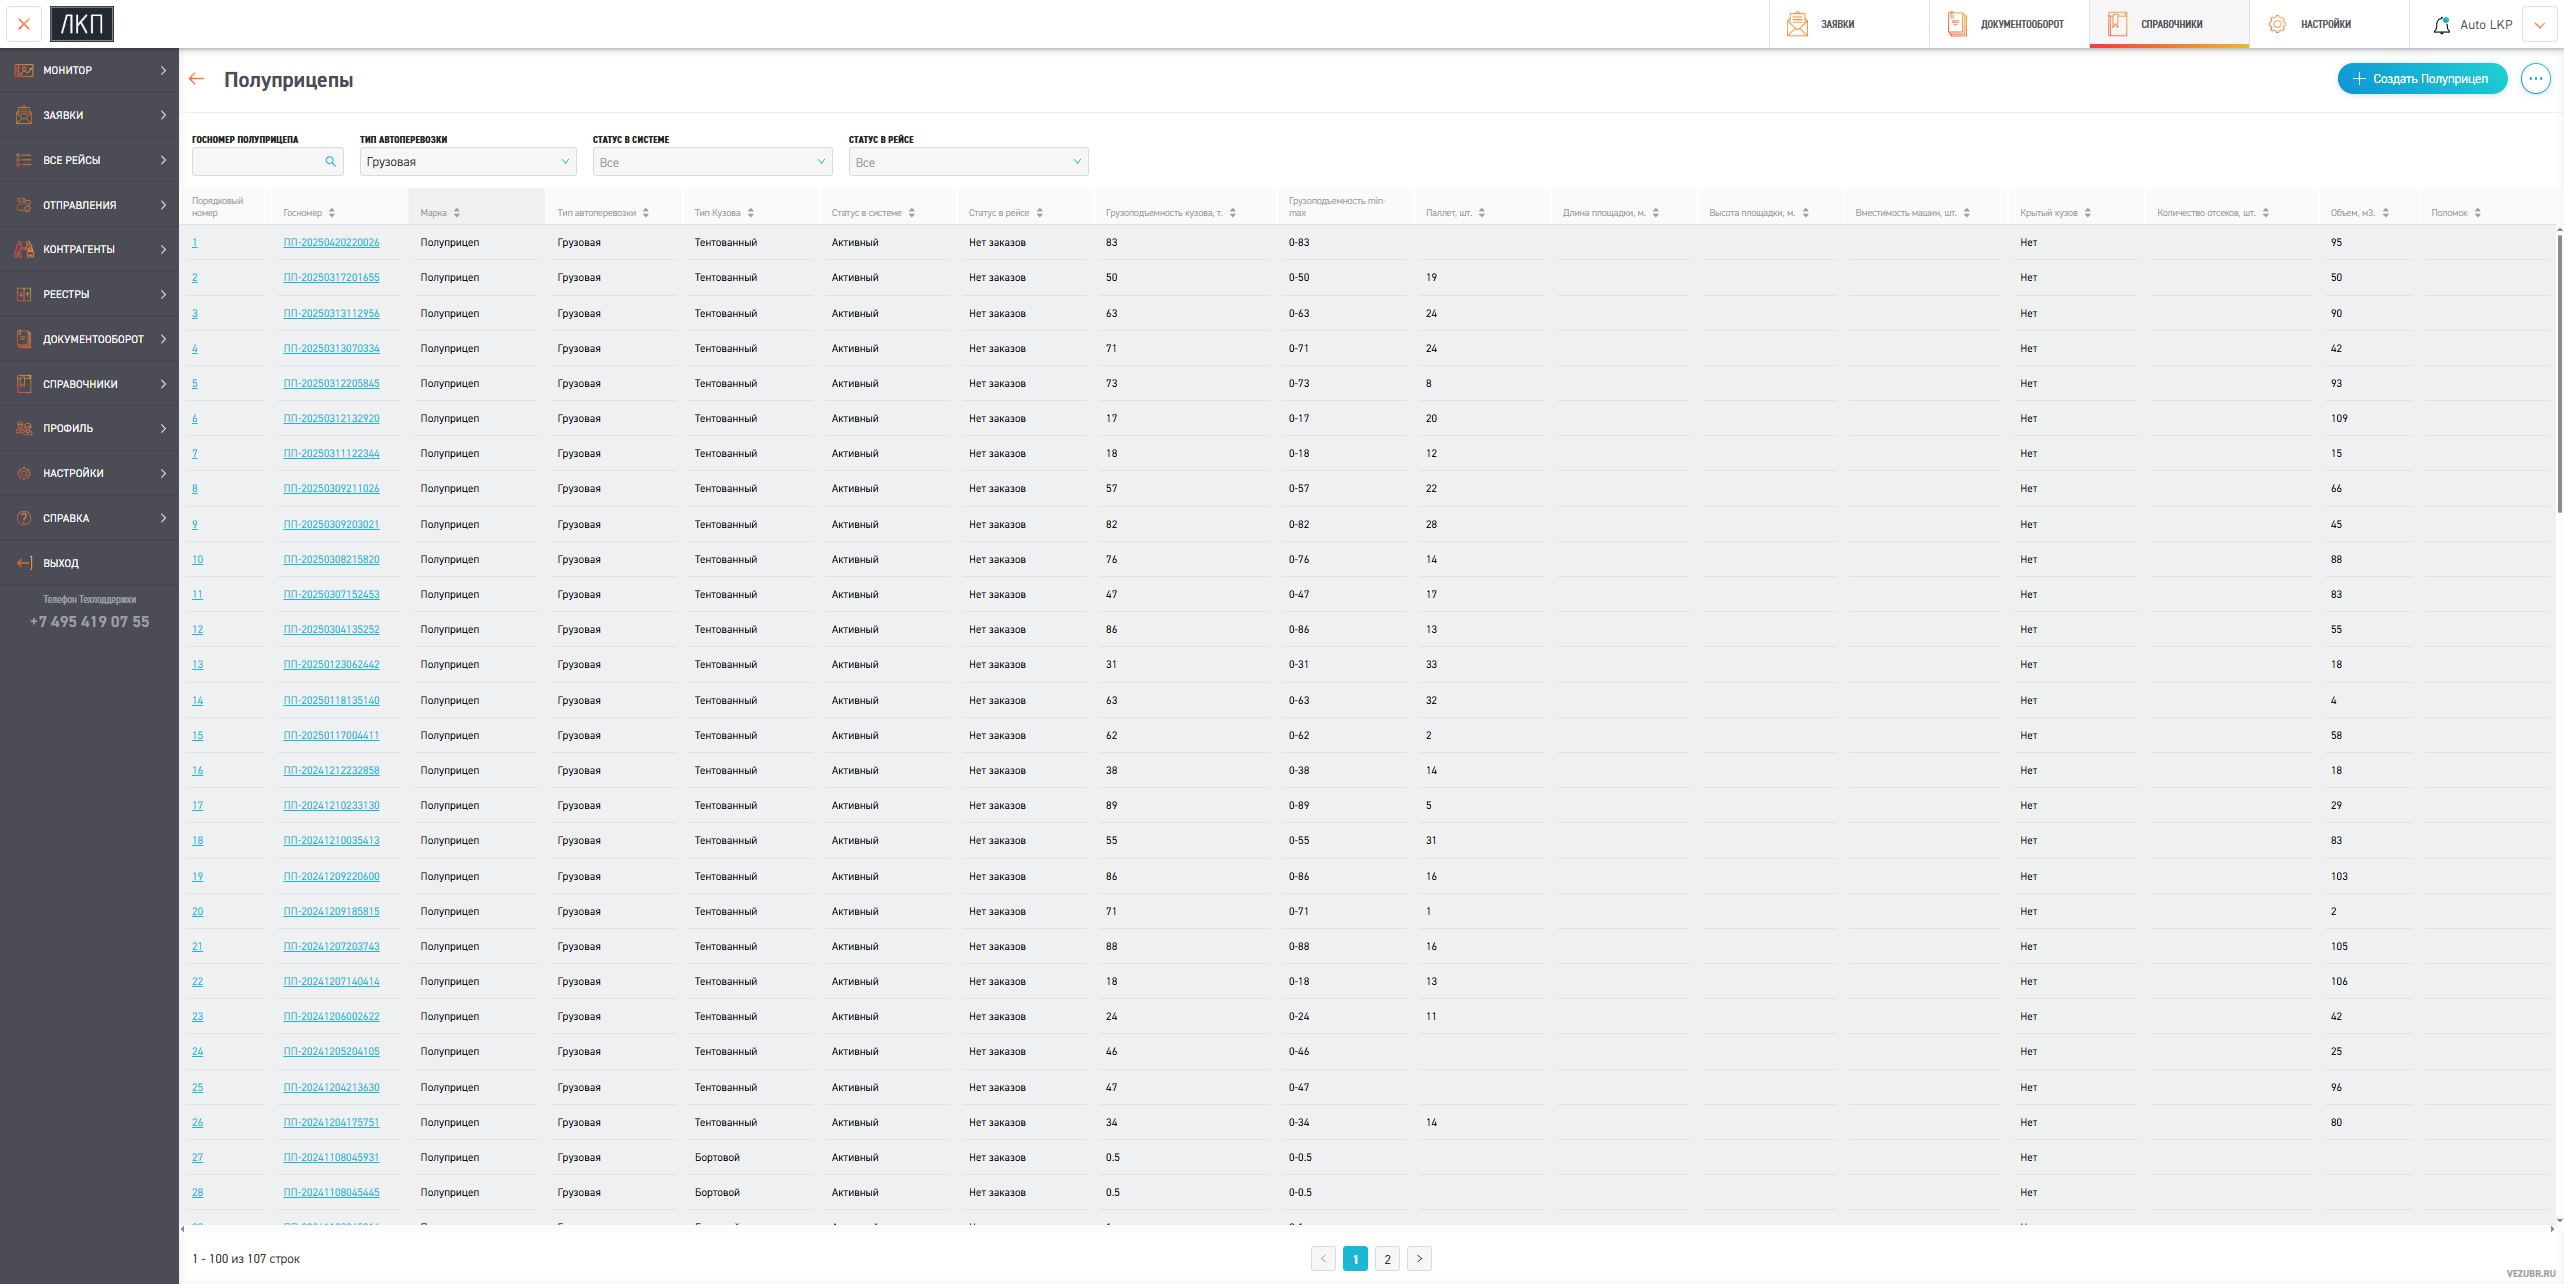 ЛКП
ЗАЯВКИ
ДОКУМЕНТООБОРОТ
СПРАВОЧНИКИ
НАСТРОЙКИ
Auto LKP
МОНИТОР
ЗАЯВКИ
ВСЕ РЕЙСЫ
ОТПРАВЛЕНИЯ
КОНТРАГЕНТЫ
РЕЕСТРЫ
ДОКУМЕНТООБОРОТ
СПРАВОЧНИКИ
ПРОФИЛЬ
НАСТРОЙКИ
СПРАВКА
ВЫХОД
Телефон Техподдержки
+7 495 419 07 55
Полуприцепы
Создать Полуприцеп
ГОСНОМЕР ПОЛУПРИЦЕПА
ТИП АВТОПЕРЕВОЗКИ
СТАТУС В СИСТЕМЕ
СТАТУС В РЕЙСЕ
Грузовая
Все
Все
Порядковый номер Госномер Марка Тип автоперевозки Тип Кузова Статус в системе Статус в рейсе Грузоподъемность кузова, т. Грузоподъемность min-max Паллет, шт. Длина площадки, м. Высота площадки, м. Вместимость машин, шт. Крытый кузов Количество отсеков, шт. Объем, м3. Поломок
1 ПП-20250420220026 Полуприцеп Грузовая Тентованный Активный Нет заказов 83 0-83 Нет 95
2 ПП-20250317201655 Полуприцеп Грузовая Тентованный Активный Нет заказов 50 0-50 19 Нет 50
3 ПП-20250313112956 Полуприцеп Грузовая Тентованный Активный Нет заказов 63 0-63 24 Нет 90
4 ПП-20250313070334 Полуприцеп Грузовая Тентованный Активный Нет заказов 71 0-71 24 Нет 42
5 ПП-20250312205845 Полуприцеп Грузовая Тентованный Активный Нет заказов 73 0-73 8 Нет 93
6 ПП-20250312132920 Полуприцеп Грузовая Тентованный Активный Нет заказов 17 0-17 20 Нет 109
7 ПП-20250311122344 Полуприцеп Грузовая Тентованный Активный Нет заказов 18 0-18 12 Нет 15
8 ПП-20250309211026 Полуприцеп Грузовая Тентованный Активный Нет заказов 57 0-57 22 Нет 66
9 ПП-20250309203021 Полуприцеп Грузовая Тентованный Активный Нет заказов 82 0-82 28 Нет 45
10 ПП-20250308215820 Полуприцеп Грузовая Тентованный Активный Нет заказов 76 0-76 14 Нет 88
11 ПП-20250307152453 Полуприцеп Грузовая Тентованный Активный Нет заказов 47 0-47 17 Нет 83
12 ПП-20250304135252 Полуприцеп Грузовая Тентованный Активный Нет заказов 86 0-86 13 Нет 55
13 ПП-20250123062442 Полуприцеп Грузовая Тентованный Активный Нет заказов 31 0-31 33 Нет 18
14 ПП-20250118135140 Полуприцеп Грузовая Тентованный Активный Нет заказов 63 0-63 32 Нет 4
15 ПП-20250117004411 Полуприцеп Грузовая Тентованный Активный Нет заказов 62 0-62 2 Нет 58
16 ПП-20241212232858 Полуприцеп Грузовая Тентованный Активный Нет заказов 38 0-38 14 Нет 18
17 ПП-20241210233130 Полуприцеп Грузовая Тентованный Активный Нет заказов 89 0-89 5 Нет 29
18 ПП-20241210035413 Полуприцеп Грузовая Тентованный Активный Нет заказов 55 0-55 31 Нет 83
19 ПП-20241209220600 Полуприцеп Грузовая Тентованный Активный Нет заказов 86 0-86 16 Нет 103
20 ПП-20241209185815 Полуприцеп Грузовая Тентованный Активный Нет заказов 71 0-71 1 Нет 2
21 ПП-20241207203743 Полуприцеп Грузовая Тентованный Активный Нет заказов 88 0-88 16 Нет 105
22 ПП-20241207140414 Полуприцеп Грузовая Тентованный Активный Нет заказов 18 0-18 13 Нет 106
23 ПП-20241206002622 Полуприцеп Грузовая Тентованный Активный Нет заказов 24 0-24 11 Нет 42
24 ПП-20241205204105 Полуприцеп Грузовая Тентованный Активный Нет заказов 46 0-46 Нет 25
25 ПП-20241204213630 Полуприцеп Грузовая Тентованный Активный Нет заказов 47 0-47 Нет 96
26 ПП-20241204175751 Полуприцеп Грузовая Тентованный Активный Нет заказов 34 0-34 14 Нет 80
27 ПП-20241108045931 Полуприцеп Грузовая Бортовой Активный Нет заказов 0.5 0-0.5 Нет
28 ПП-20241108045445 Полуприцеп Грузовая Бортовой Активный Нет заказов 0.5 0-0.5 Нет
1 - 100 из 107 строк
1 2
VEZUBR.RU